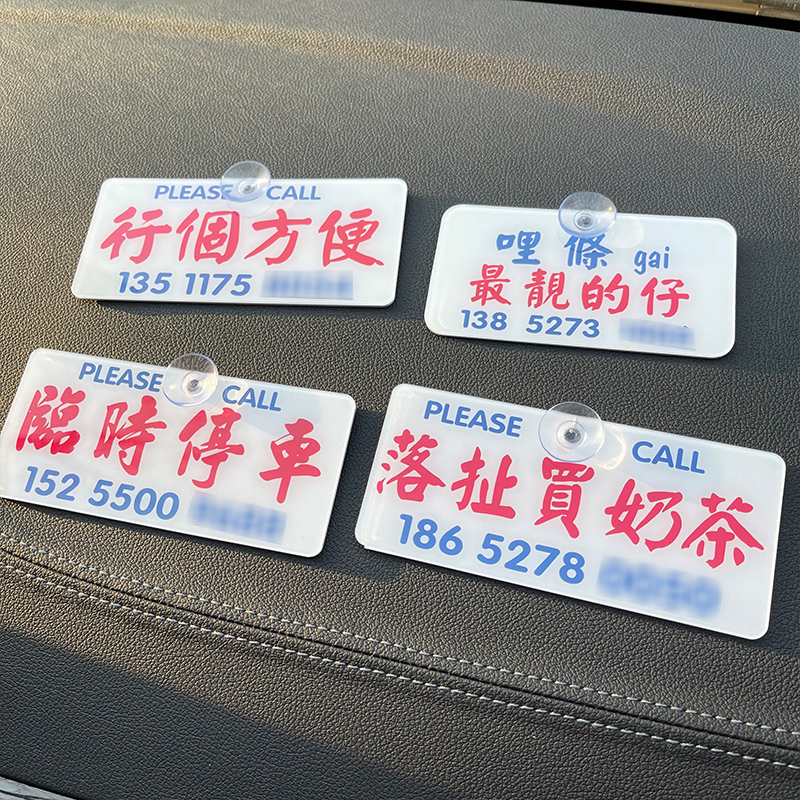 PLEASE CALL
行個方便
135 1175
哩條 gai
最靚的仔
138 5273
PLEASE CALL
臨時停車
152 5500
PLEASE CALL
落扯買奶茶
186 5278